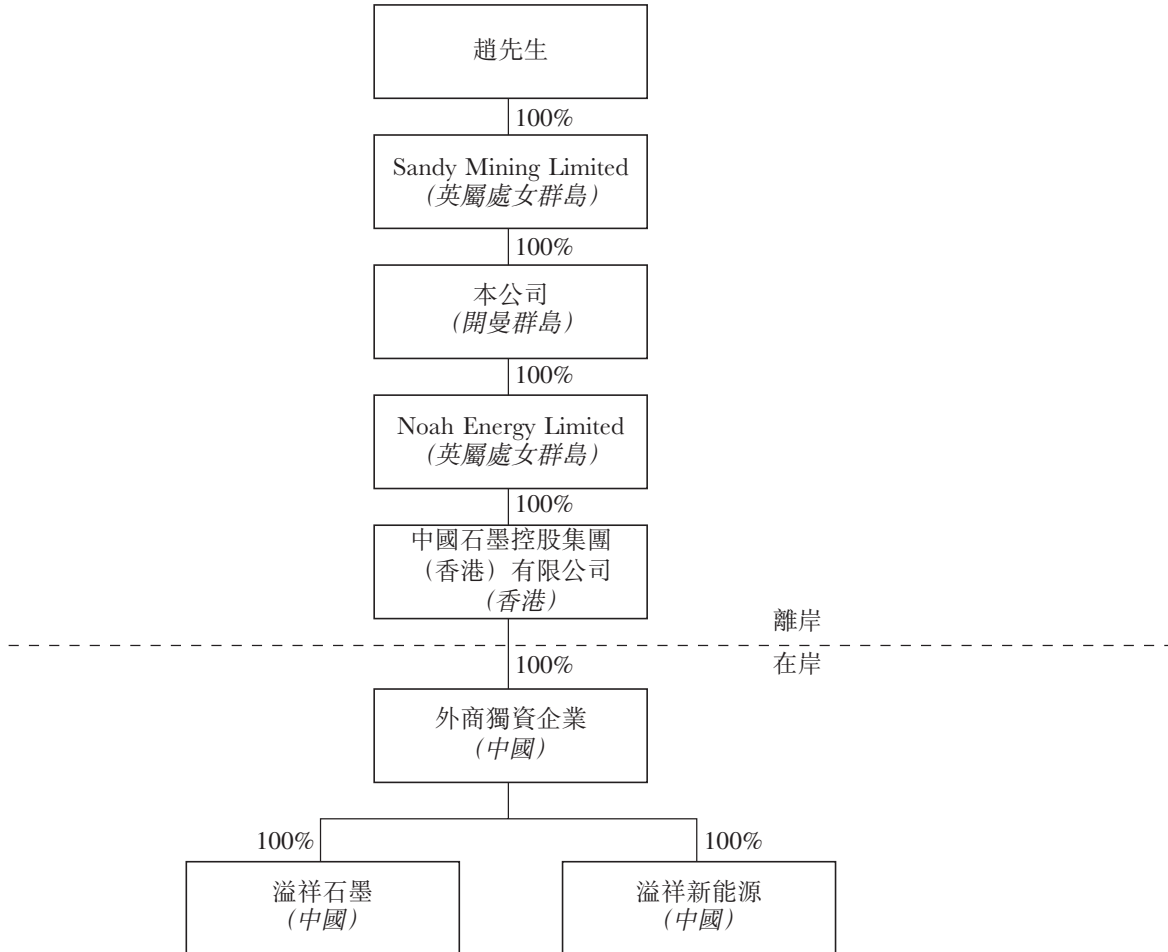 趙先生
100%
Sandy Mining Limited
（英屬處女群島）
100%
本公司
（開曼群島）
100%
Noah Energy Limited
（英屬處女群島）
100%
中國石墨控股集團
（香港）有限公司
（香港）
離岸
在岸
100%
外商獨資企業
（中國）
100%
100%
溢祥石墨
（中國）
溢祥新能源
（中國）